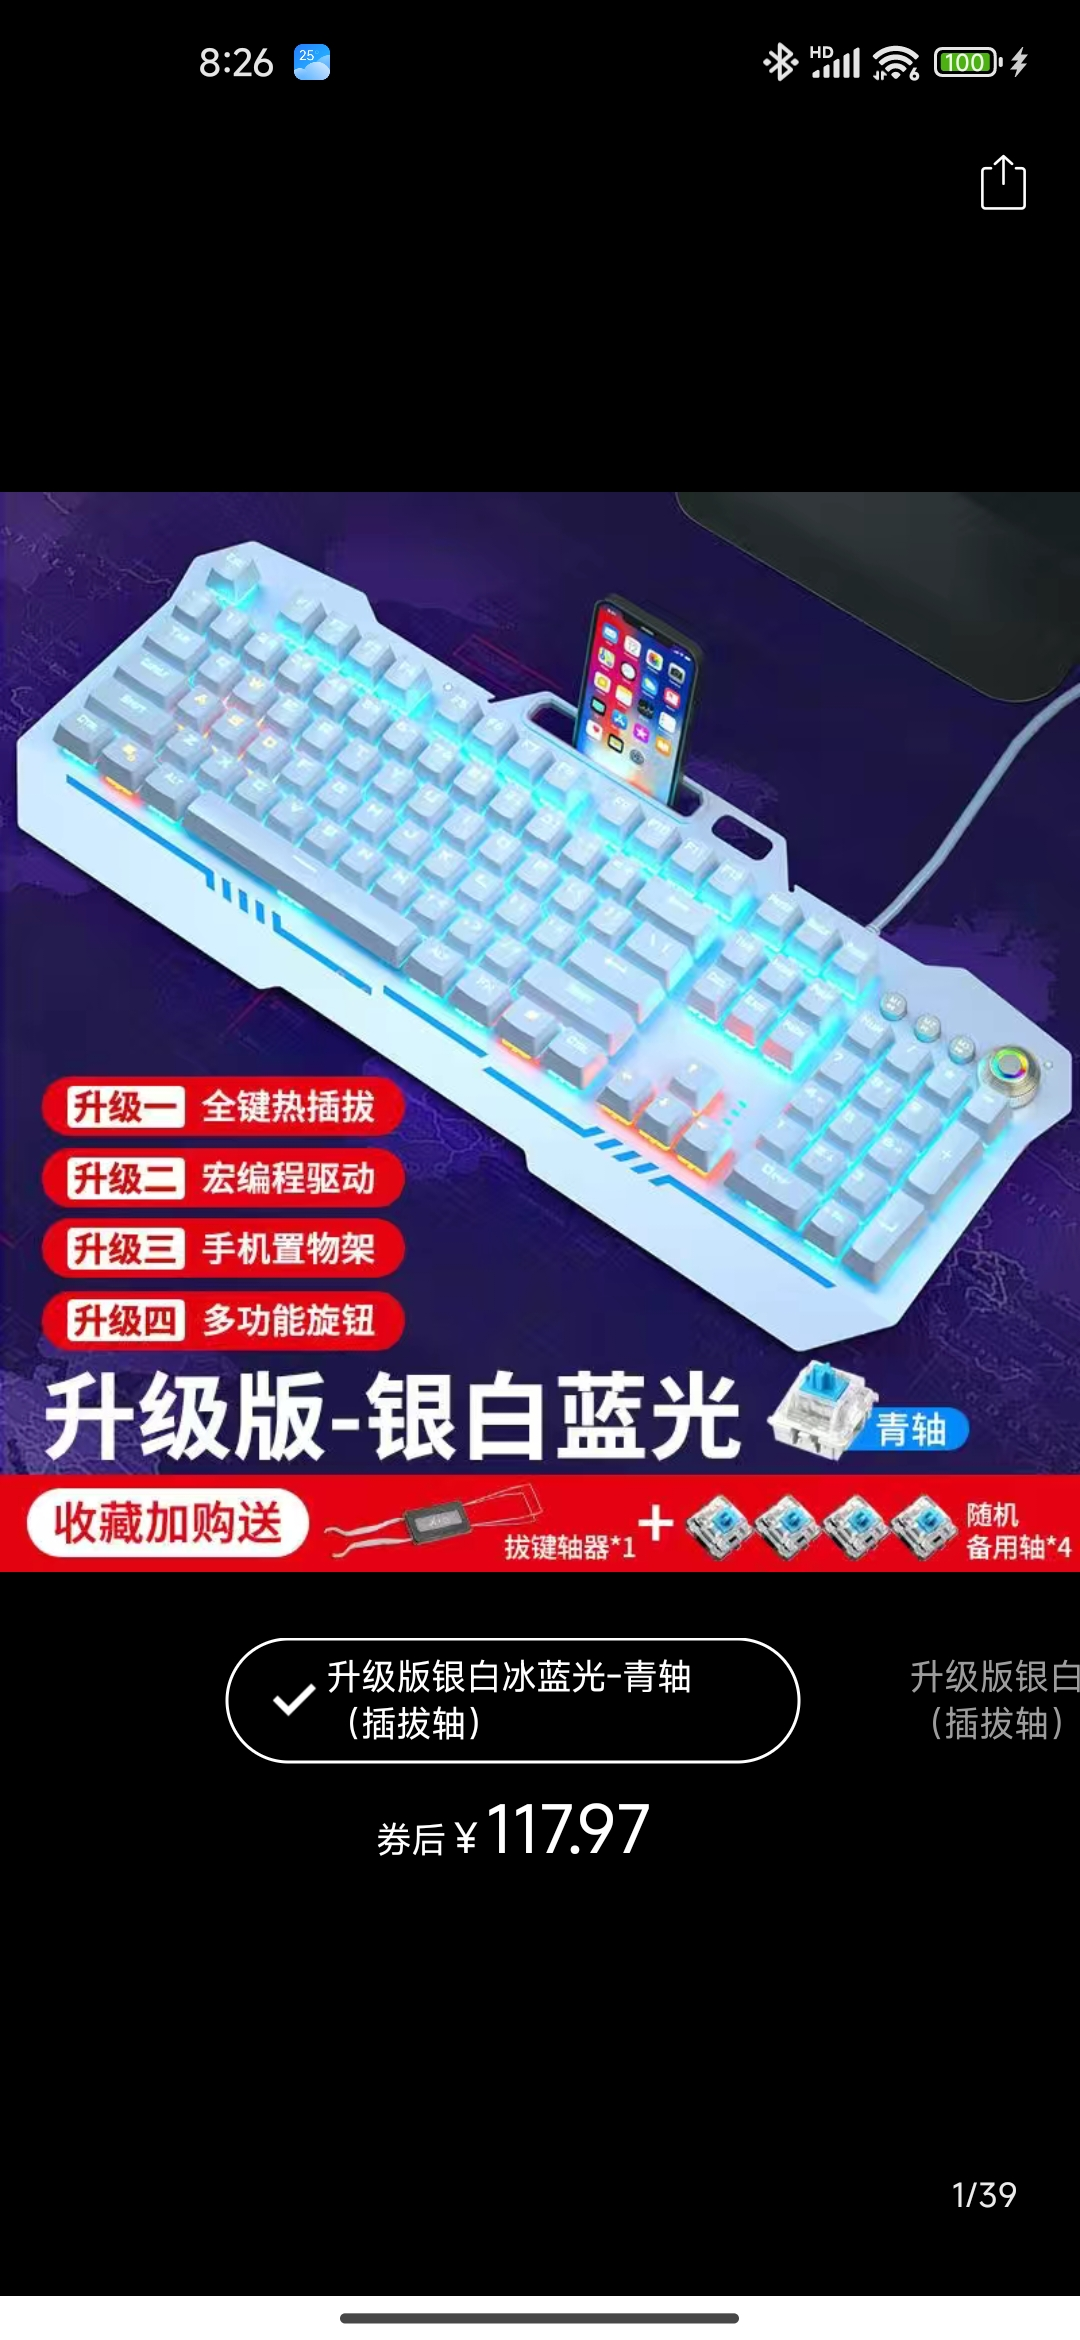 8:26
25
HD
6
100
升级一 全键热插拔
升级二 宏编程驱动
升级三 手机置物架
升级四 多功能旋钮
升级版-银白蓝光
青轴
收藏加购送
拔键轴器*1
+
随机
备用轴*4
升级版银白冰蓝光-青轴
（插拔轴）
升级版银白
（插拔轴）
券后 ¥117.97
1/39